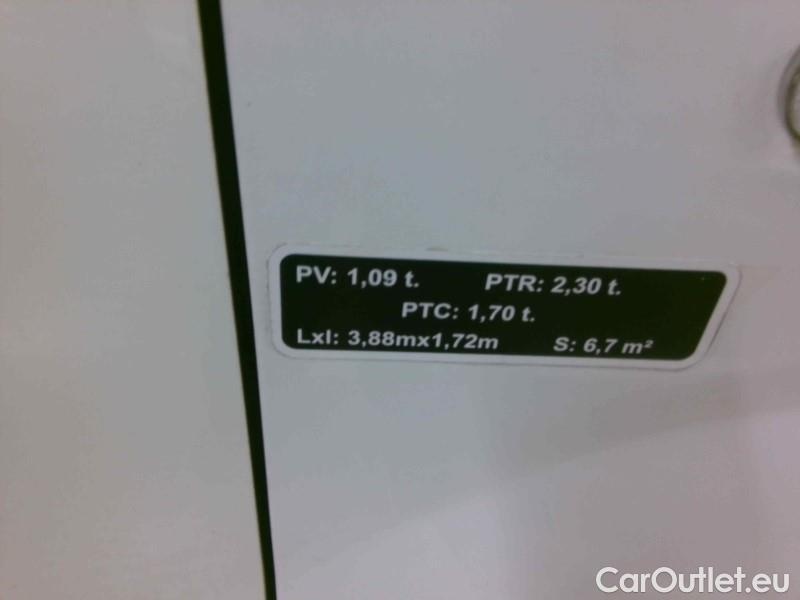 PV: 1,09 t. PTR: 2,30 t.
PTC: 1,70 t.
Lxl: 3,88mx1,72m S: 6,7 m²
CarOutlet.eu